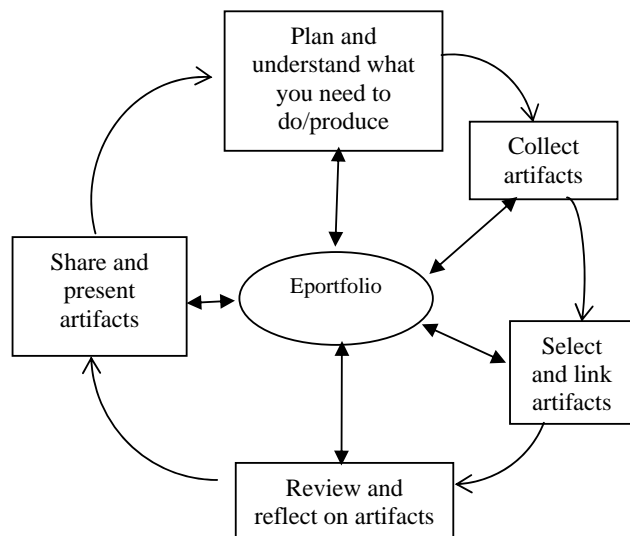 Plan and
understand what
you need to
do/produce
Collect
artifacts
Select
and link
artifacts
Review and
reflect on artifacts
Share and
present
artifacts
Eportfolio